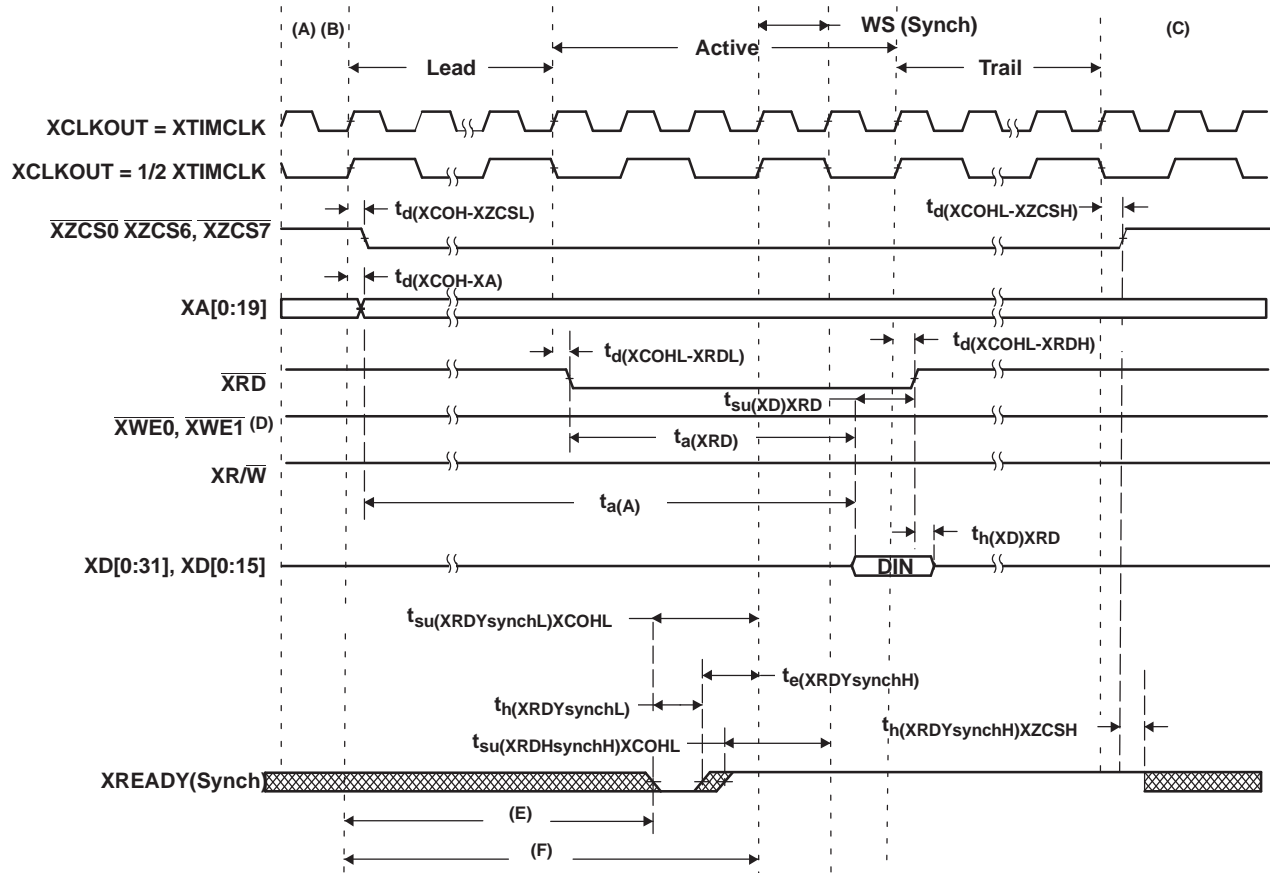 (A) (B)
WS (Synch)
(C)
Active
Lead
Trail
XCLKOUT = XTIMCLK
XCLKOUT = 1/2 XTIMCLK
td(XCOH-XZCSL)
td(XCOHL-XZCSH)
XZCS0 XZCS6, XZCS7
td(XCOH-XA)
XA[0:19]
td(XCOHL-XRDL)
td(XCOHL-XRDH)
XRD
tsu(XD)XRD
XWE0, XWE1 (D)
ta(XRD)
XR/W
ta(A)
th(XD)XRD
XD[0:31], XD[0:15]
DIN
tsu(XRDYsynchL)XCOHL
te(XRDYsynchH)
th(XRDYsynchL)
th(XRDYsynchH)XZCSH
tsu(XRDHsynchH)XCOHL
XREADY(Synch)
(E)
(F)